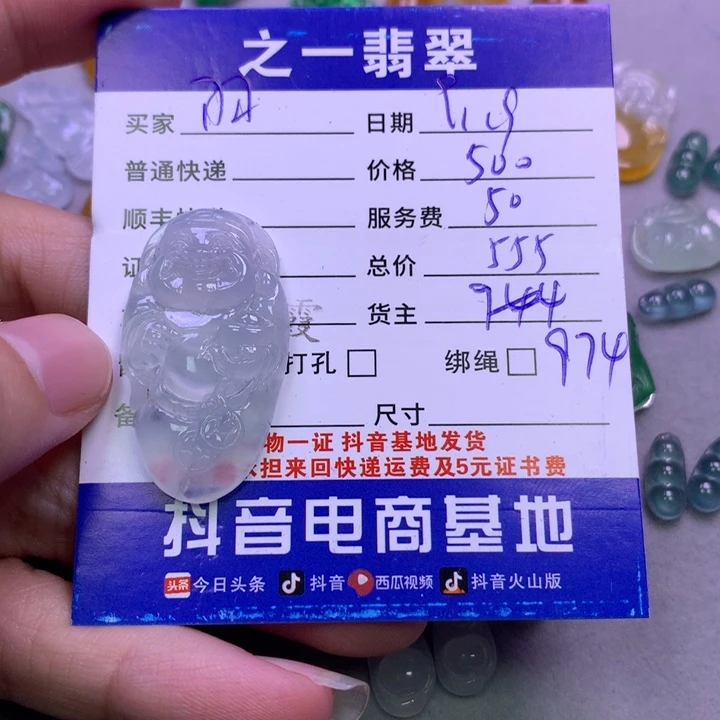 之一翡翠
买家 日期
普通快递 价格 500
顺丰 服务费 50
证 总价 555
霞 货主 944
974
打孔 绑绳
备 尺寸
物一证 抖音基地发货
担来回快递运费及5元证书费
抖音电商基地
头条 今日头条 抖音 西瓜视频 抖音火山版